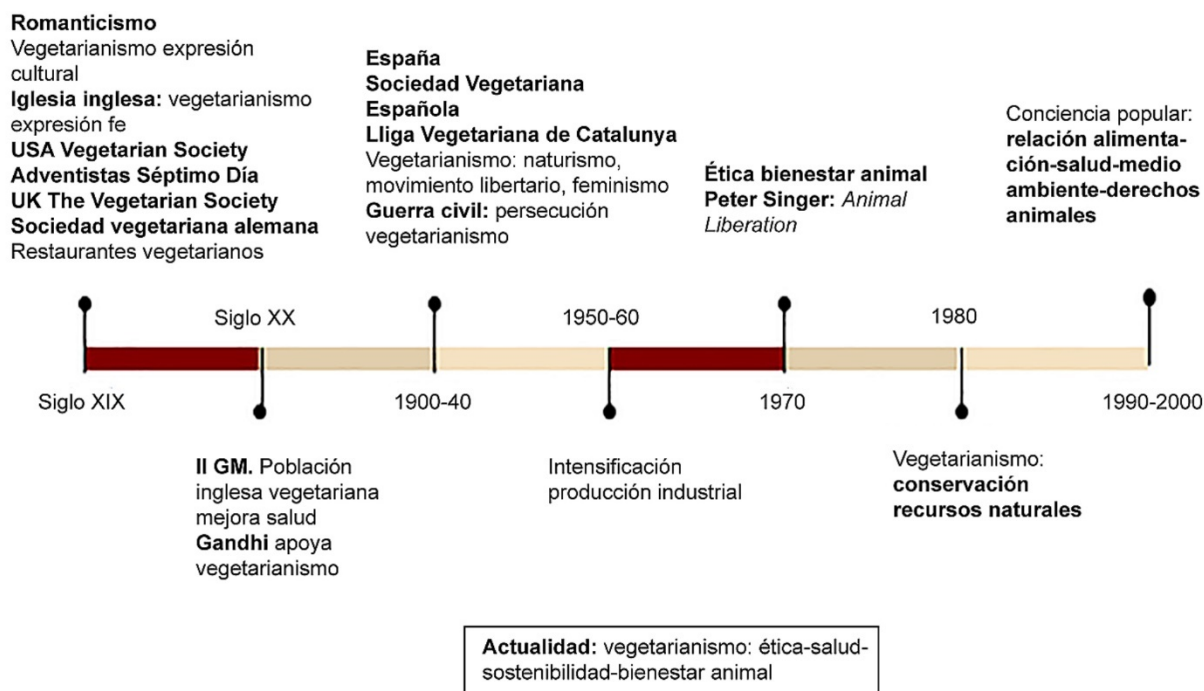 Romanticismo
Vegetarianismo expresión
cultural
Iglesia inglesa: vegetarianismo
expresión fe
USA Vegetarian Society
Adventistas Séptimo Día
UK The Vegetarian Society
Sociedad vegetariana alemana
Restaurantes vegetarianos
España
Sociedad Vegetariana
Española
Lliga Vegetariana de Catalunya
Vegetarianismo: naturismo,
movimiento libertario, feminismo
Guerra civil: persecución
vegetarianismo
Ética bienestar animal
Peter Singer: Animal
Liberation
Conciencia popular:
relación alimenta-
ción-salud-medio
ambiente-derechos
animales
Siglo XX
1950-60
1980
Siglo XIX
1900-40
1970
1990-2000
II GM. Población
inglesa vegetariana
mejora salud
Gandhi apoya
vegetarianismo
Intensificación
producción industrial
Vegetarianismo:
conservación
recursos naturales
Actualidad: vegetarianismo: ética-salud-
sostenibilidad-bienestar animal